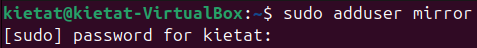 kietat@kietat-VirtualBox:~$ sudo adduser mirror
[sudo] password for kietat: